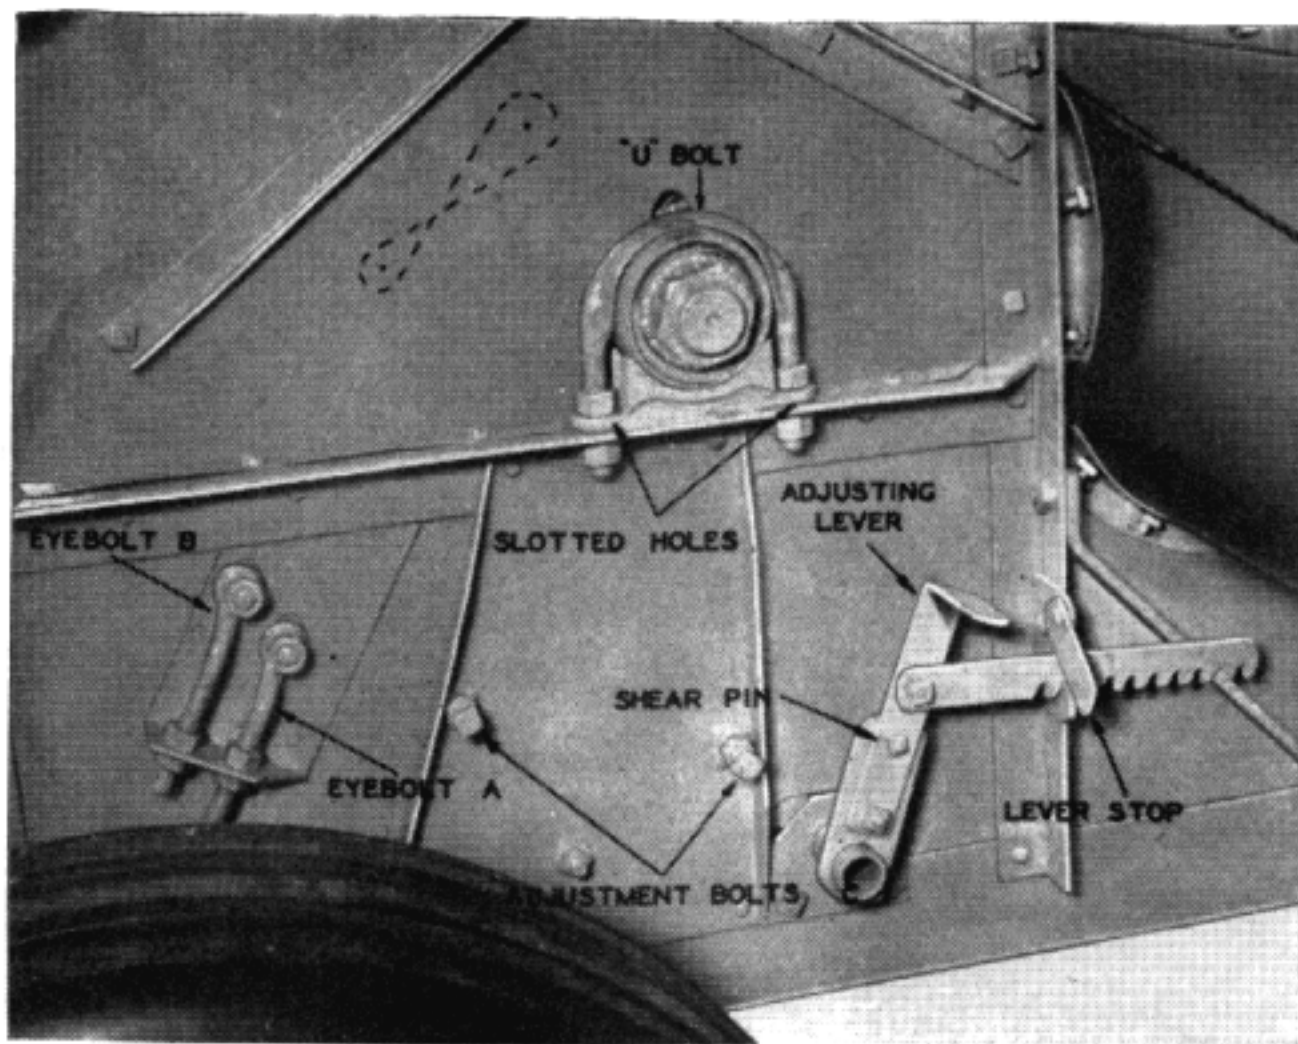 "U" BOLT
ADJUSTING
LEVER
EYEBOLT B
SLOTTED HOLES
SHEAR PIN
EYEBOLT A
LEVER STOP
ADJUSTMENT BOLTS, C